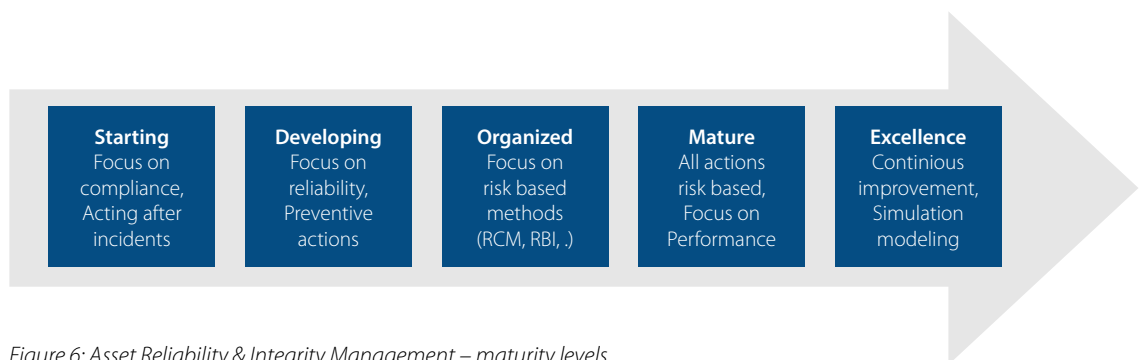 Starting
Focus on
compliance,
Acting after
incidents
Developing
Focus on
reliability,
Preventive
actions
Organized
Focus on
risk based
methods
(RCM, RBI, .)
Mature
All actions
risk based,
Focus on
Performance
Excellence
Continious
improvement,
Simulation
modeling
Figure 6: Asset Reliability & Integrity Management – maturity levels